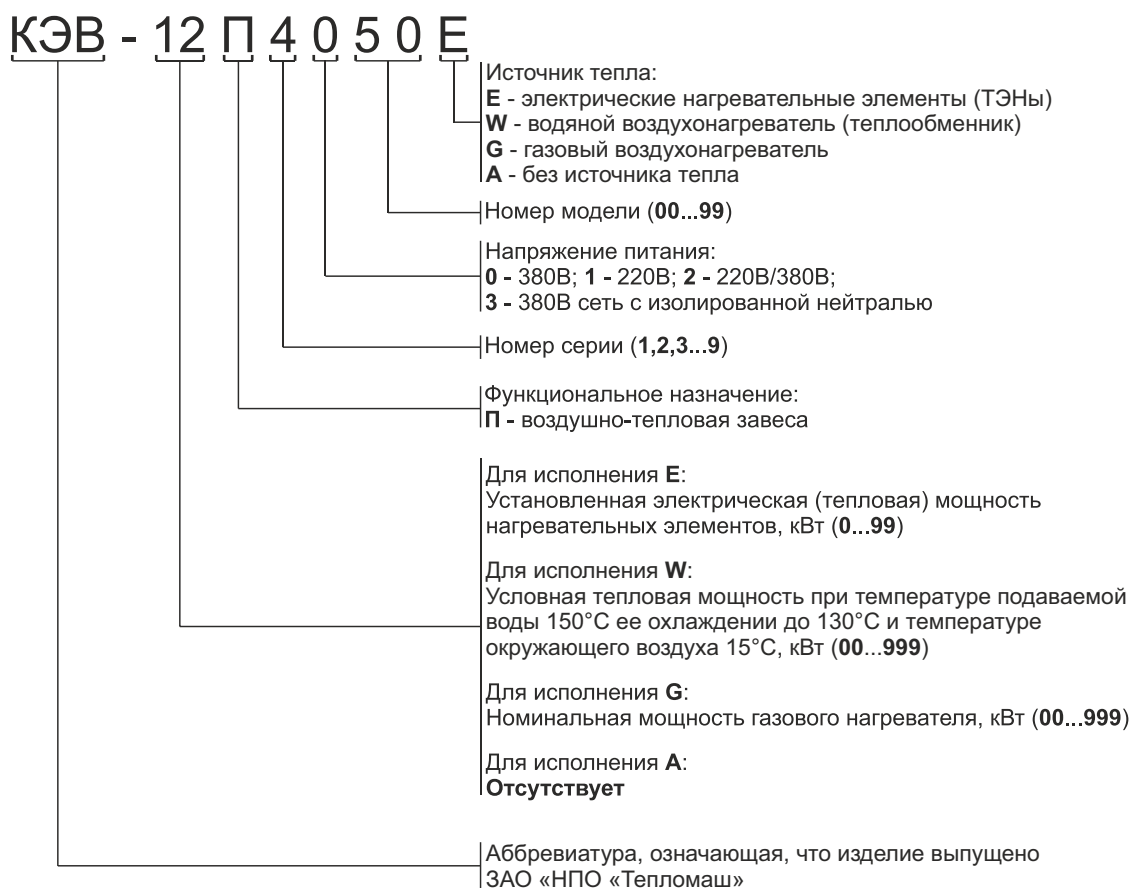 КЭВ - 12 П 4 0 5 0 Е
Источник тепла:
Е - электрические нагревательные элементы (ТЭНы)
W - водяной воздухонагреватель (теплообменник)
G - газовый воздухонагреватель
А - без источника тепла
Номер модели (00...99)
Напряжение питания:
0 - 380В; 1 - 220В; 2 - 220В/380В;
3 - 380В сеть с изолированной нейтралью
Номер серии (1,2,3...9)
Функциональное назначение:
П - воздушно-тепловая завеса
Для исполнения Е:
Установленная электрическая (тепловая) мощность
нагревательных элементов, кВт (0...99)
Для исполнения W:
Условная тепловая мощность при температуре подаваемой
воды 150°С ее охлаждении до 130°С и температуре
окружающего воздуха 15°С, кВт (00...999)
Для исполнения G:
Номинальная мощность газового нагревателя, кВт (00...999)
Для исполнения А:
Отсутствует
Аббревиатура, означающая, что изделие выпущено
ЗАО «НПО «Тепломаш»